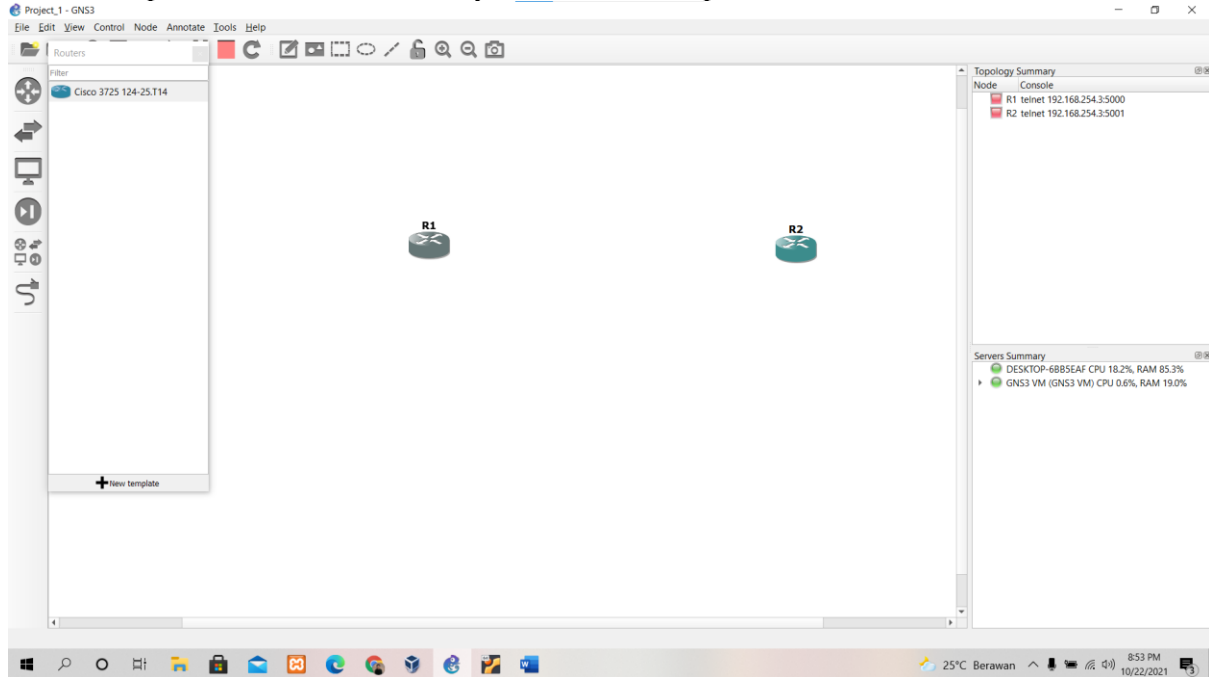 Project_1 - GNS3
File Edit View Control Node Annotate Tools Help
Routers
Filter
Cisco 3725 124-25.T14
New template
R1
R2
Topology Summary
Node Console
R1 telnet 192.168.254.3:5000
R2 telnet 192.168.254.3:5001
Servers Summary
DESKTOP-6BB5EAF CPU 18.2%, RAM 85.3%
GNS3 VM (GNS3 VM) CPU 0.6%, RAM 19.0%
25°C Berawan
8:53 PM
10/22/2021
3